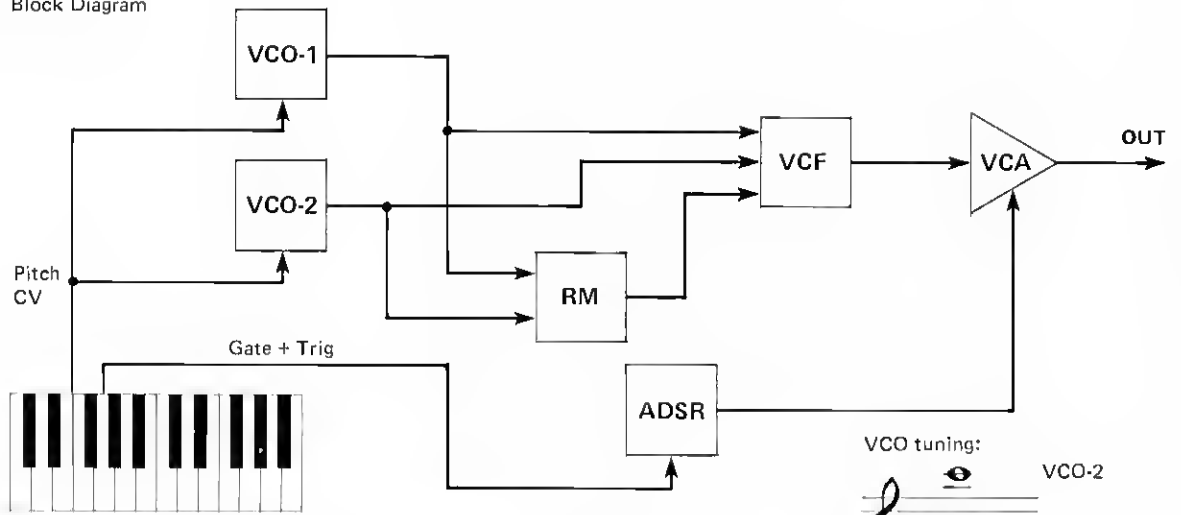 Block Diagram
VCO-1
VCO-2
VCF
VCA
OUT
Pitch
CV
RM
Gate + Trig
ADSR
VCO tuning:
VCO-2